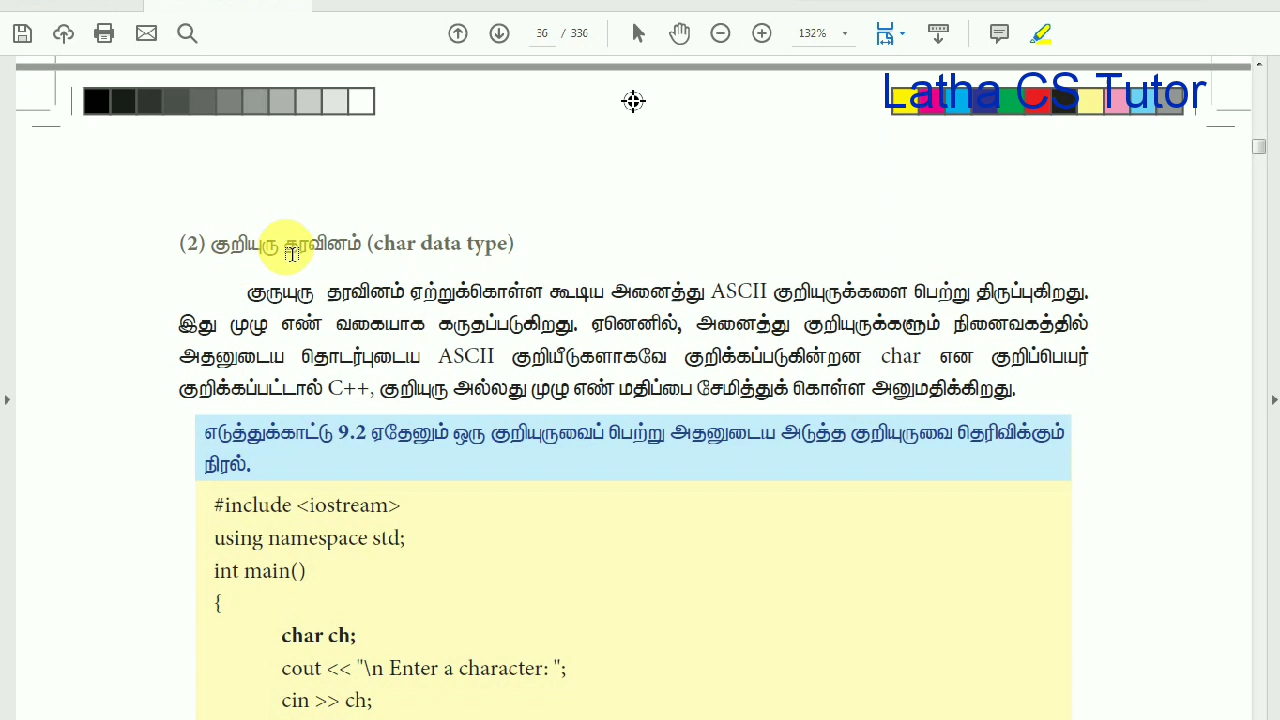 36 / 336
132%
Latha CS Tutor
(2) குறியுரு தரவினம் (char data type)
குருயுரு தரவினம் ஏற்றுக்கொள்ள கூடிய அனைத்து ASCII குறியுருக்களை பெற்று திருப்புகிறது.
இது முழு எண் வகையாக கருதப்படுகிறது. ஏனெனில், அனைத்து குறியுருக்களும் நினைவகத்தில்
அதனுடைய தொடர்புடைய ASCII குறியீடுகளாகவே குறிக்கப்படுகின்றன char என குறிப்பெயர்
குறிக்கப்பட்டால் C++, குறியுரு அல்லது முழு எண் மதிப்பை சேமித்துக் கொள்ள அனுமதிக்கிறது.
எடுத்துக்காட்டு 9.2 ஏதேனும் ஒரு குறியுருவைப் பெற்று அதனுடைய அடுத்த குறியுருவை தெரிவிக்கும்
நிரல்.
#include <iostream>
using namespace std;
int main()
{
char ch;
cout << "\n Enter a character: ";
cin >> ch;